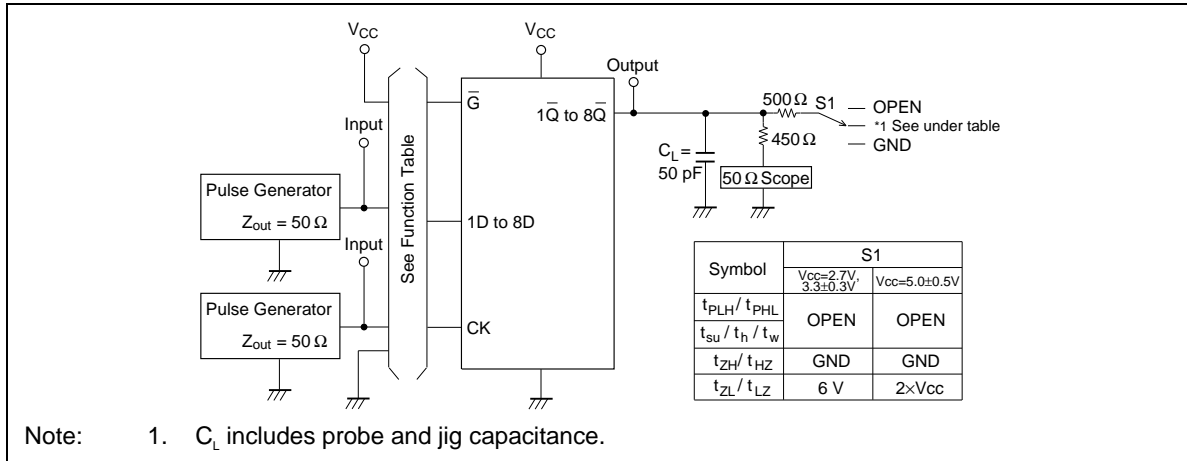 VCC
VCC
Output
G̅
1Q̅ to 8Q̅
500 Ω
S1
OPEN
*1 See under table
GND
Input
450 Ω
CL =
50 pF
50 Ω Scope
See Function Table
Pulse Generator
Zout = 50 Ω
1D to 8D
Input
Pulse Generator
Zout = 50 Ω
CK
Symbol
S1
Vcc=2.7V,
3.3±0.3V
Vcc=5.0±0.5V
tPLH / tPHL
OPEN
OPEN
tsu / th / tw
tZH / tHZ
GND
GND
tZL / tLZ
6 V
2×Vcc
Note: 1. CL includes probe and jig capacitance.